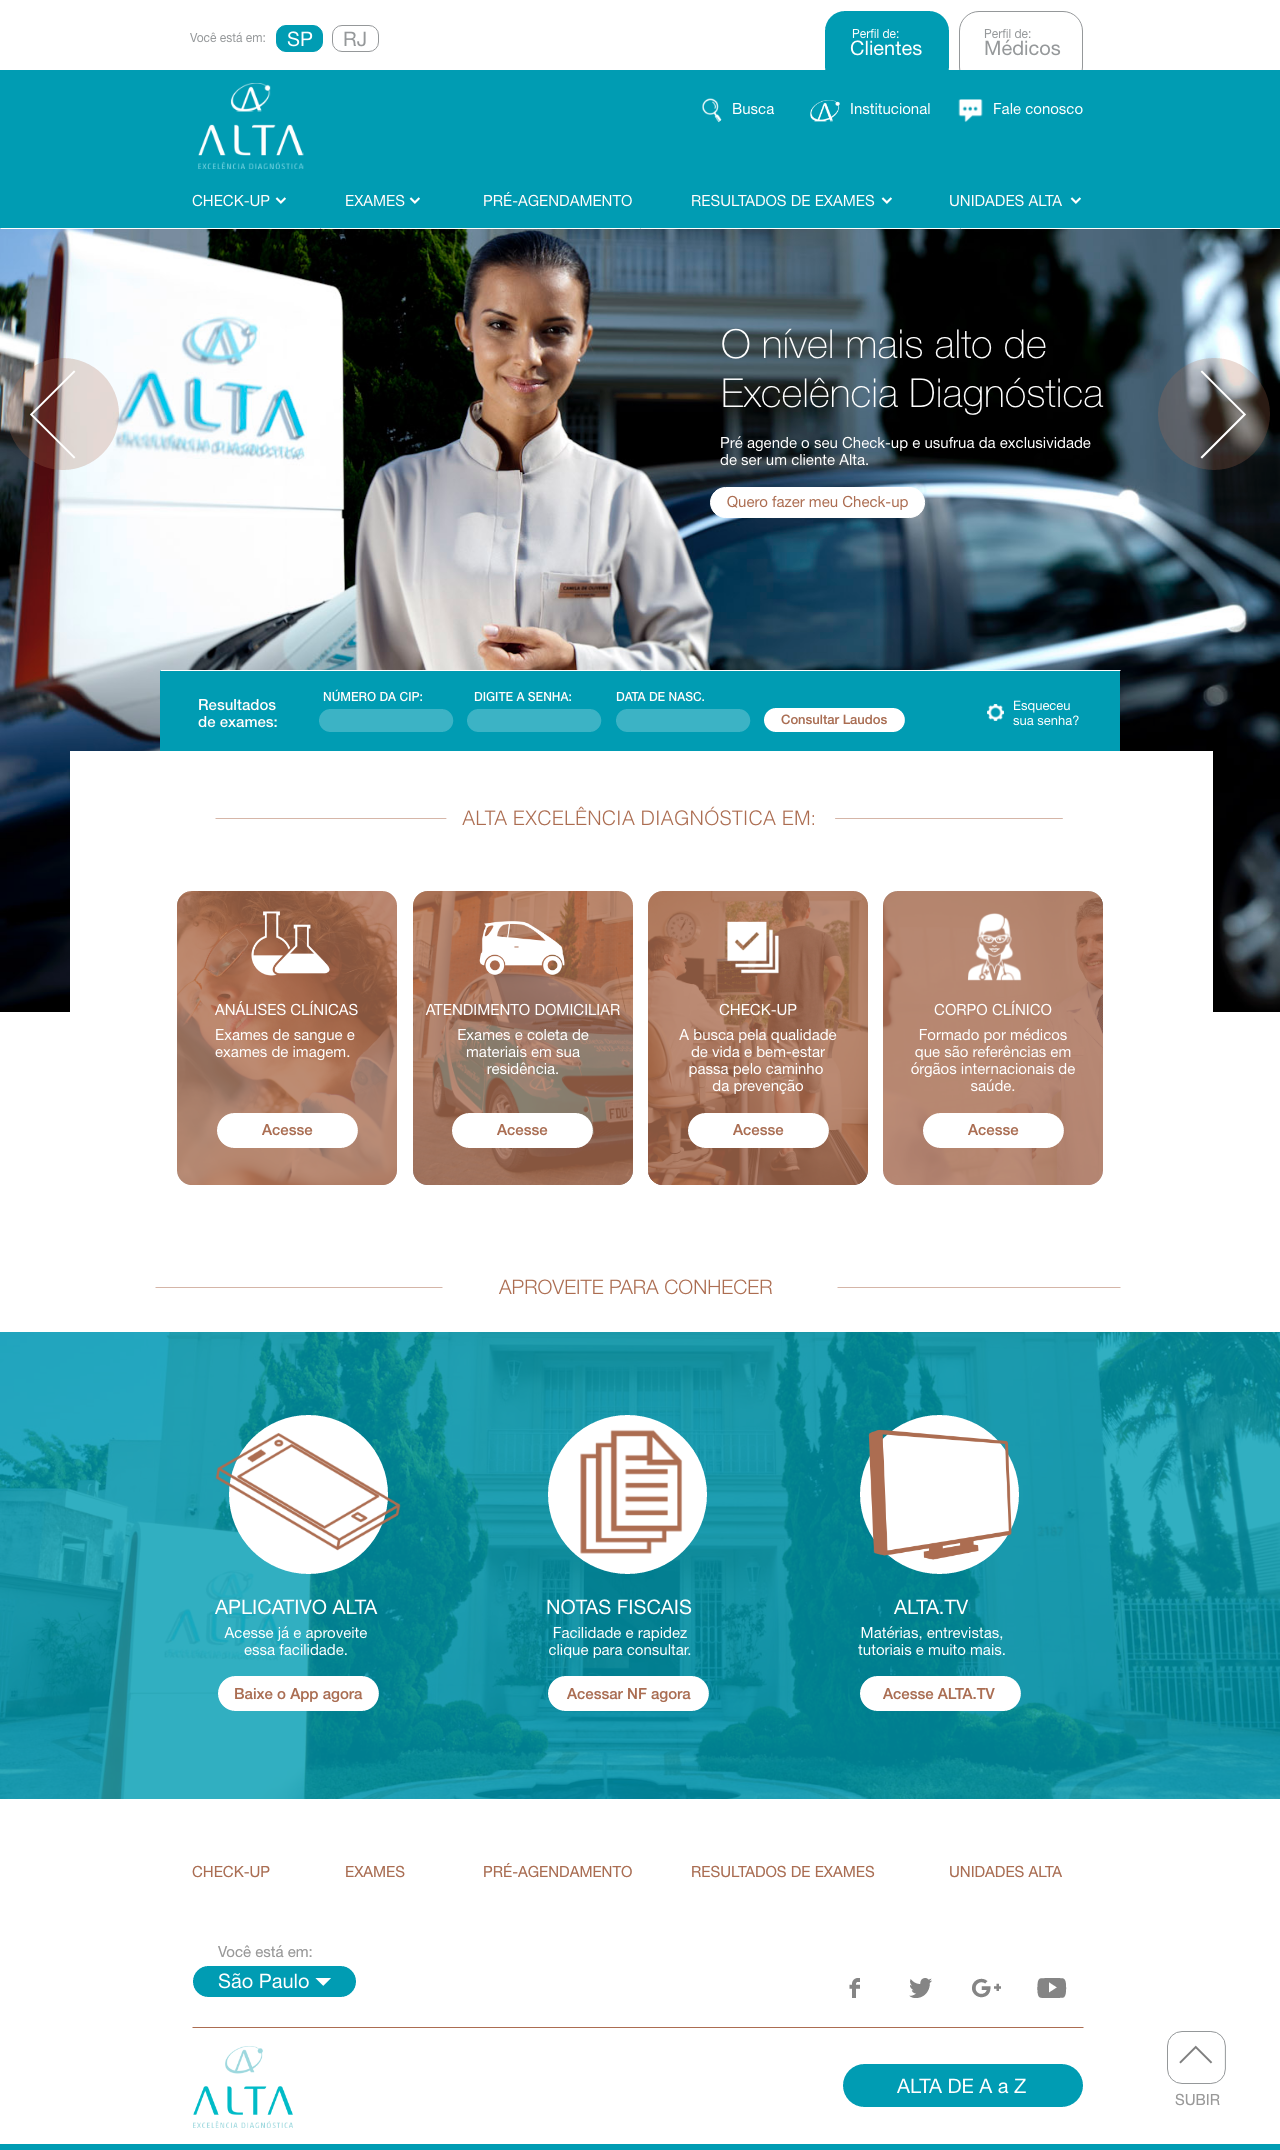 Você está em:
SP
RJ
Perfil de:
Clientes
Perfil de:
Médicos
ALTA
EXCELÊNCIA DIAGNÓSTICA
Busca
Institucional
Fale conosco
CHECK-UP
EXAMES
PRÉ-AGENDAMENTO
RESULTADOS DE EXAMES
UNIDADES ALTA
ALTA
EXCELÊNCIA DIAGNÓSTICA
O nível mais alto de
Excelência Diagnóstica
Pré agende o seu Check-up e usufrua da exclusividade
de ser um cliente Alta.
Quero fazer meu Check-up
Resultados
de exames:
NÚMERO DA CIP:
DIGITE A SENHA:
DATA DE NASC.
Consultar Laudos
Esqueceu
sua senha?
ALTA EXCELÊNCIA DIAGNÓSTICA EM:
ANÁLISES CLÍNICAS
Exames de sangue e
exames de imagem.
Acesse
ATENDIMENTO DOMICILIAR
Exames e coleta de
materiais em sua
residência.
Acesse
CHECK-UP
A busca pela qualidade
de vida e bem-estar
passa pelo caminho
da prevenção
Acesse
CORPO CLÍNICO
Formado por médicos
que são referências em
órgãos internacionais de
saúde.
Acesse
APROVEITE PARA CONHECER
APLICATIVO ALTA
Acesse já e aproveite
essa facilidade.
Baixe o App agora
NOTAS FISCAIS
Facilidade e rapidez
clique para consultar.
Acessar NF agora
ALTA.TV
Matérias, entrevistas,
tutoriais e muito mais.
Acesse ALTA.TV
CHECK-UP
EXAMES
PRÉ-AGENDAMENTO
RESULTADOS DE EXAMES
UNIDADES ALTA
Você está em:
São Paulo
ALTA
EXCELÊNCIA DIAGNÓSTICA
ALTA DE A a Z
SUBIR